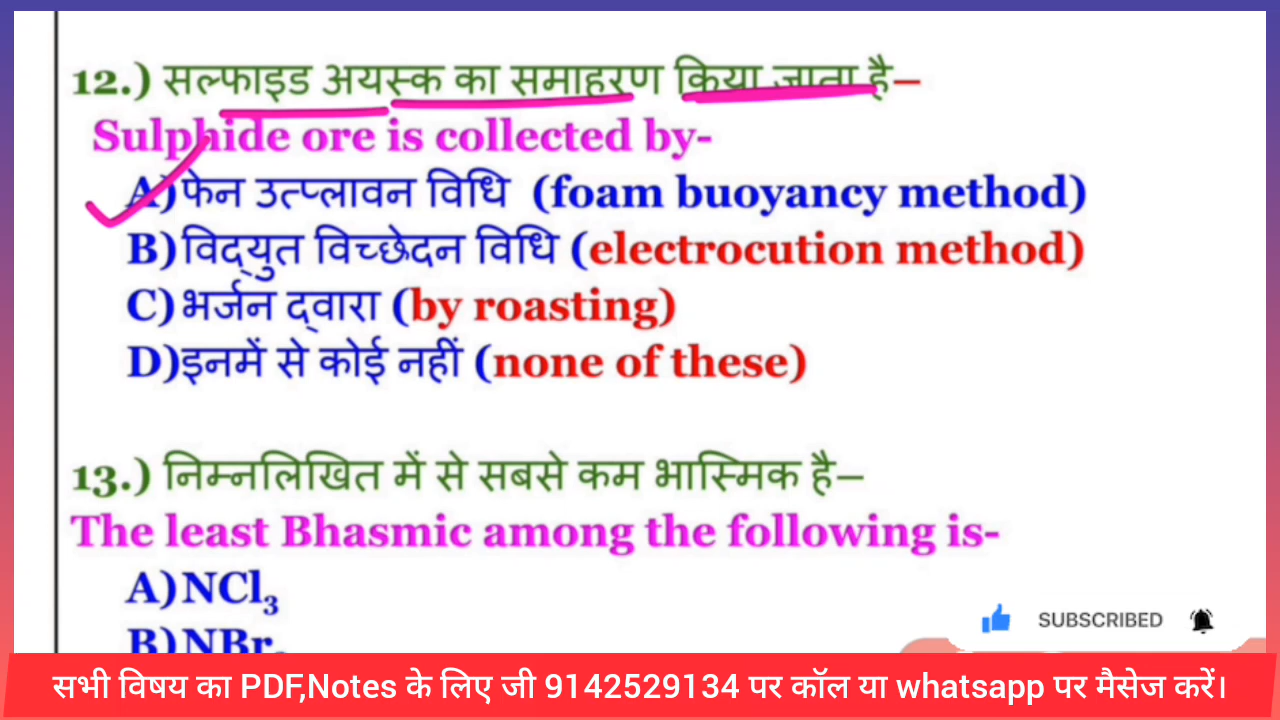 12.) सल्फाइड अयस्क का समाहरण किया जाता है–
Sulphide ore is collected by-
A)फेन उत्प्लावन विधि (foam buoyancy method)
B)विद्युत विच्छेदन विधि (electrocution method)
C)भर्जन द्वारा (by roasting)
D)इनमें से कोई नहीं (none of these)
13.) निम्नलिखित में से सबसे कम भास्मिक है–
The least Bhasmic among the following is-
A)NCl₃
B)NBr
SUBSCRIBED
सभी विषय का PDF,Notes के लिए जी 9142529134 पर कॉल या whatsapp पर मैसेज करें।